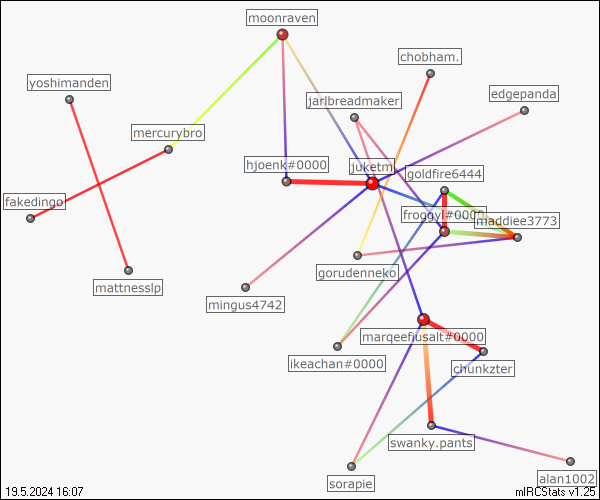 moonraven
chobham.
yoshimanden
edgepanda
jarlbreadmaker
mercurybro
hjoenk#0000
juketm
goldfire6444
fakedingo
froggyl#0000
maddiee3773
gorudenneko
mattnesslp
mingus4742
marqeefiusalt#0000
ikeachan#0000
chunkzter
swanky.pants
sorapie
alan1002
19.5.2024 16:07
mIRCStats v1.25